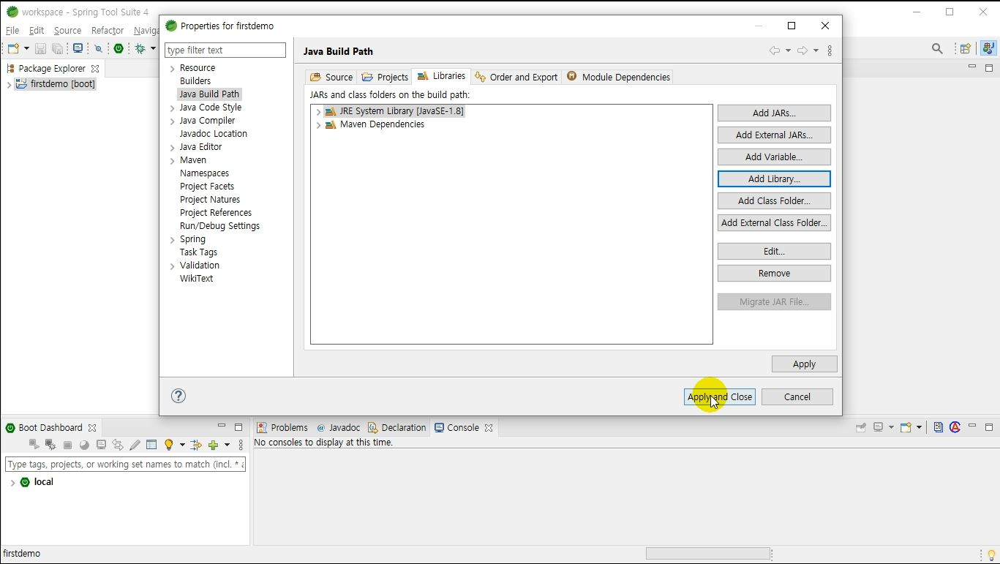 workspace - Spring Tool Suite 4
File Edit Source Refactor Naviga
Package Explorer
firstdemo [boot]
Properties for firstdemo
type filter text
Resource
Builders
Java Build Path
Java Code Style
Java Compiler
Javadoc Location
Java Editor
Maven
Namespaces
Project Facets
Project Natures
Project References
Run/Debug Settings
Spring
Task Tags
Validation
WikiText
Java Build Path
Source Projects Libraries Order and Export Module Dependencies
JARs and class folders on the build path:
JRE System Library [JavaSE-1.8]
Maven Dependencies
Add JARs...
Add External JARs...
Add Variable...
Add Library...
Add Class Folder...
Add External Class Folder...
Edit...
Remove
Migrate JAR File...
Apply
Apply and Close Cancel
Boot Dashboard
Type tags, projects, or working set names to match (incl. *
local
Problems @ Javadoc Declaration Console
No consoles to display at this time.
firstdemo